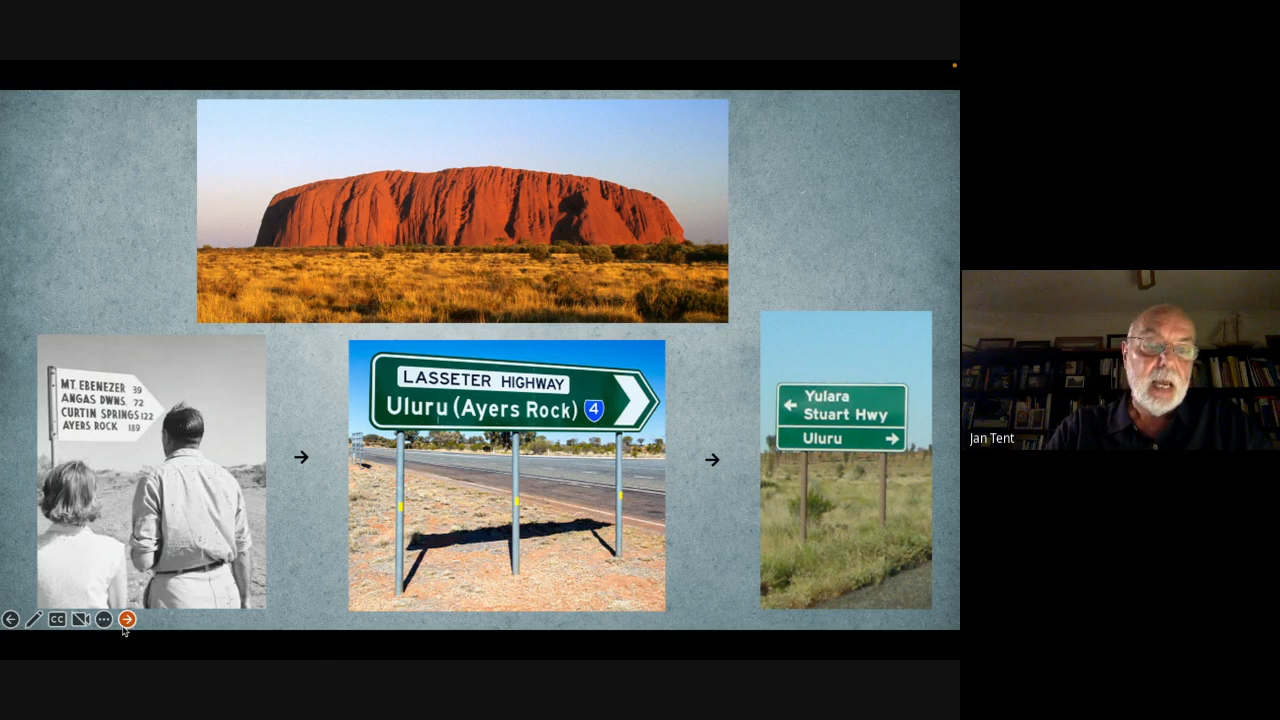 MT. EBENEZER 39
ANGAS DWNS. 72
CURTIN SPRINGS 122
AYERS ROCK 189
LASSETER HIGHWAY
Uluru (Ayers Rock) 4
Yulara
Stuart Hwy
Uluru
Jan Tent
CC